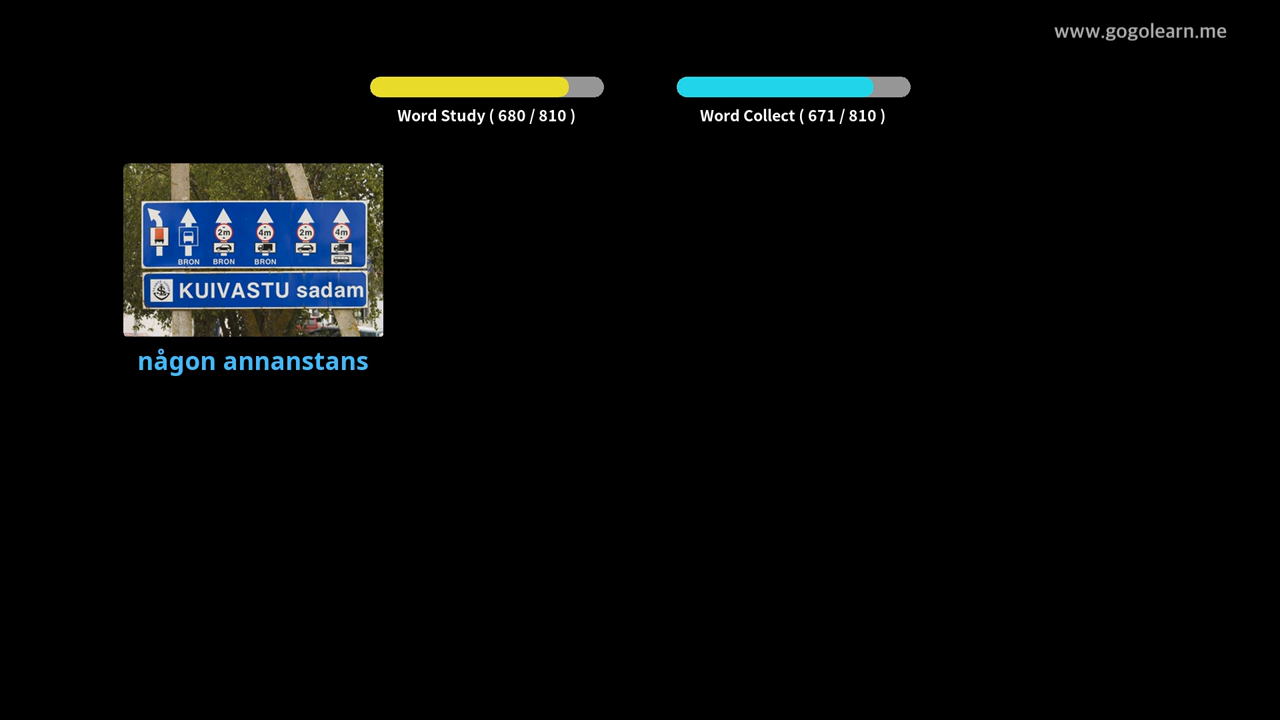 www.gogolearn.me
Word Study ( 680 / 810 )
Word Collect ( 671 / 810 )
2m 4m 2m 4m
BRON BRON BRON
KUIVASTU sadam
någon annanstans